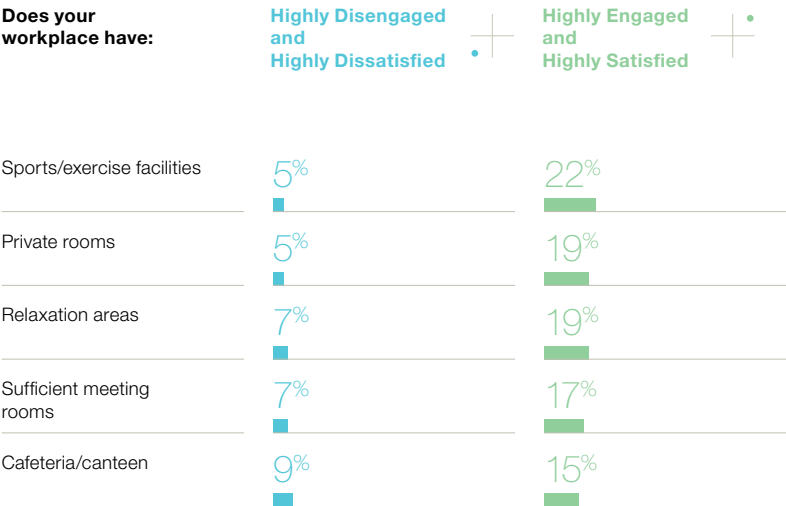 Does your
workplace have:
Highly Disengaged
and
Highly Dissatisfied
Highly Engaged
and
Highly Satisfied
Sports/exercise facilities
5%
22%
Private rooms
5%
19%
Relaxation areas
7%
19%
Sufficient meeting
rooms
7%
17%
Cafeteria/canteen
9%
15%